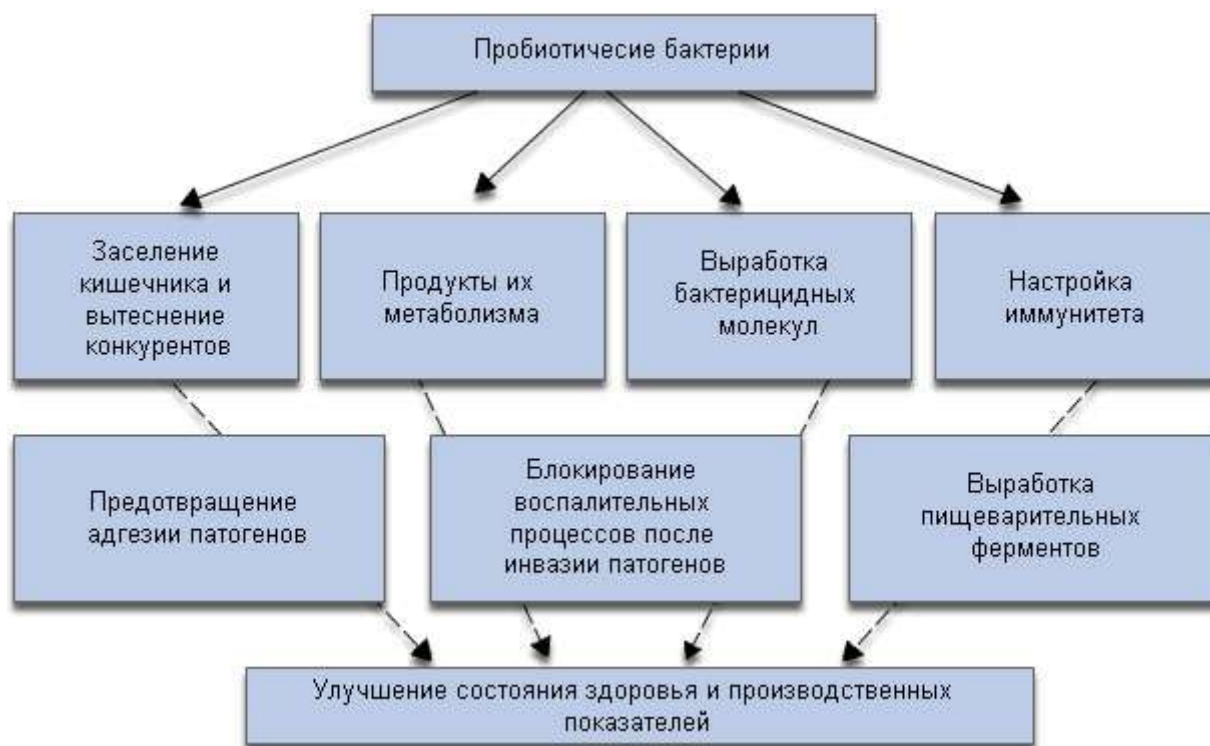 Пробиотичесие бактерии
Заселение
кишечника и
вытеснение
конкурентов
Продукты их
метаболизма
Выработка
бактерицидных
молекул
Настройка
иммунитета
Предотвращение
адгезии патогенов
Блокирование
воспалительных
процессов после
инвазии патогенов
Выработка
пищеварительных
ферментов
Улучшение состояния здоровья и производственных
показателей